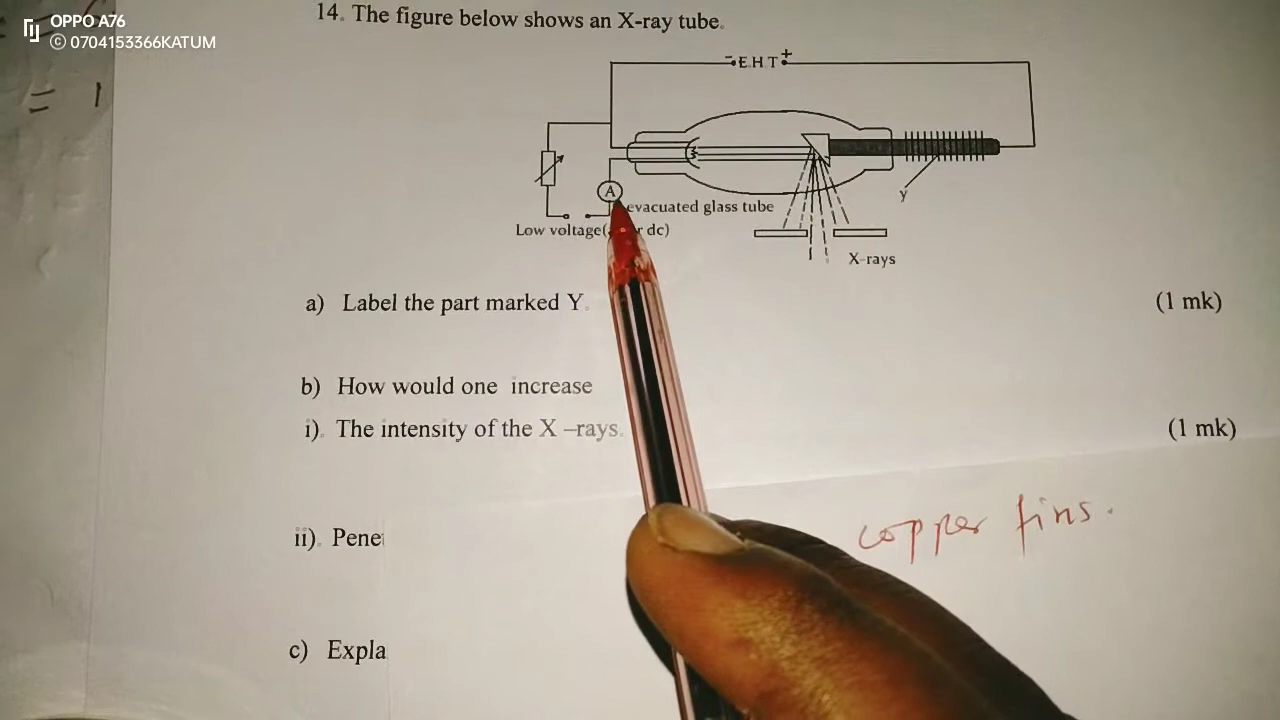 OPPO A76
© 0704153366KATUM
= 1
14. The figure below shows an X-ray tube.
- E.H.T +
A
evacuated glass tube
Low voltage( dc)
y
X-rays
a) Label the part marked Y. (1 mk)
b) How would one increase
i). The intensity of the X –rays. (1 mk)
copper fins.
ii). Pene
c) Expla